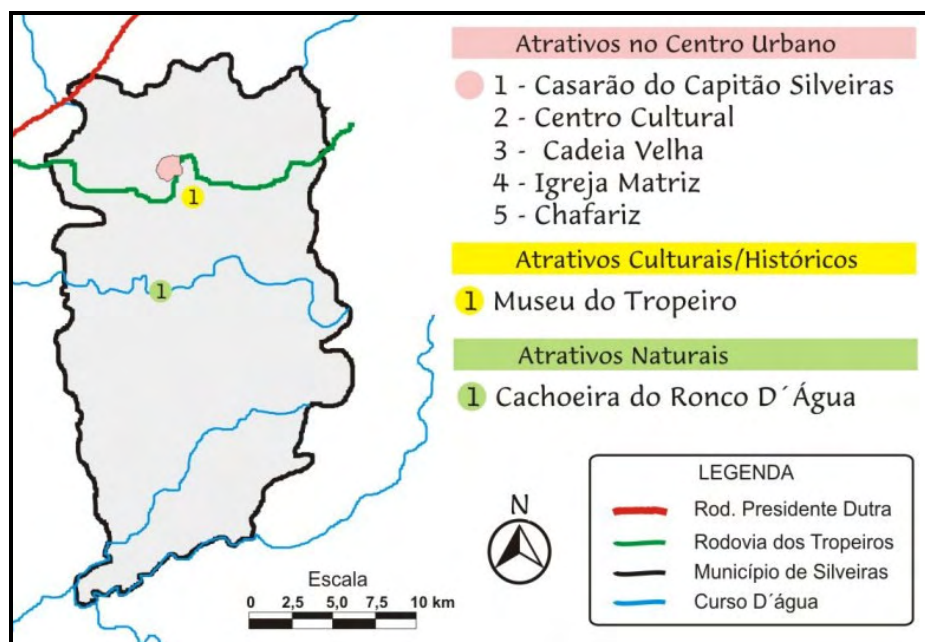 Atrativos no Centro Urbano
1 - Casarão do Capitão Silveiras
2 - Centro Cultural
3 - Cadeia Velha
4 - Igreja Matriz
5 - Chafariz
Atrativos Culturais/Históricos
1 Museu do Tropeiro
Atrativos Naturais
1 Cachoeira do Ronco D´Água
1
1
LEGENDA
Rod. Presidente Dutra
Rodovia dos Tropeiros
Município de Silveiras
Curso D'água
N
Escala
0 2,5 5,0 7,5 10 km